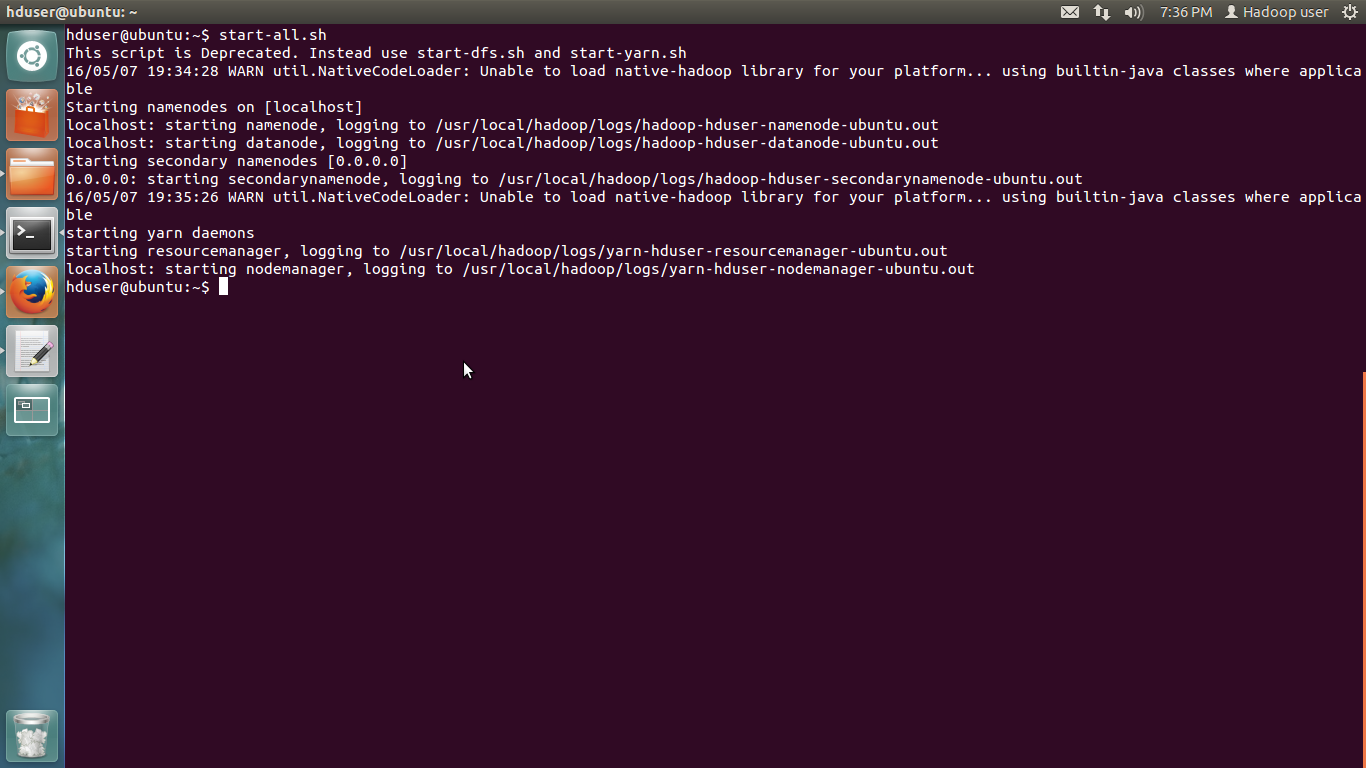 hduser@ubuntu: ~
7:36 PM
Hadoop user
hduser@ubuntu:~$ start-all.sh
This script is Deprecated. Instead use start-dfs.sh and start-yarn.sh
16/05/07 19:34:28 WARN util.NativeCodeLoader: Unable to load native-hadoop library for your platform... using builtin-java classes where applica
ble
Starting namenodes on [localhost]
localhost: starting namenode, logging to /usr/local/hadoop/logs/hadoop-hduser-namenode-ubuntu.out
localhost: starting datanode, logging to /usr/local/hadoop/logs/hadoop-hduser-datanode-ubuntu.out
Starting secondary namenodes [0.0.0.0]
0.0.0.0: starting secondarynamenode, logging to /usr/local/hadoop/logs/hadoop-hduser-secondarynamenode-ubuntu.out
16/05/07 19:35:26 WARN util.NativeCodeLoader: Unable to load native-hadoop library for your platform... using builtin-java classes where applica
ble
starting yarn daemons
starting resourcemanager, logging to /usr/local/hadoop/logs/yarn-hduser-resourcemanager-ubuntu.out
localhost: starting nodemanager, logging to /usr/local/hadoop/logs/yarn-hduser-nodemanager-ubuntu.out
hduser@ubuntu:~$